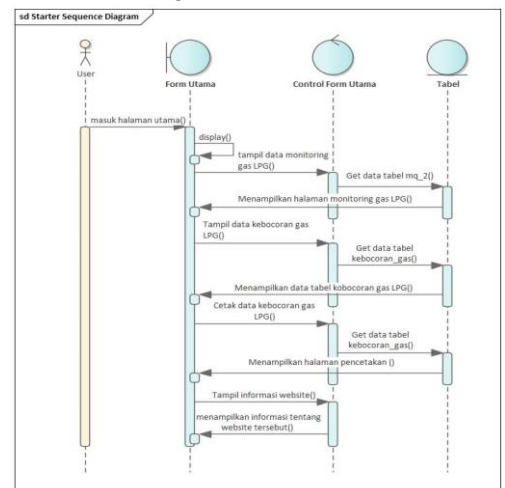 sd Starter Sequence Diagram
User
Form Utama
Control Form Utama
Tabel
masuk halaman utama()
display()
tampil data monitoring
gas LPG()
Get data tabel mq_2()
Menampilkan halaman monitoring gas LPG()
Tampil data kebocoran gas
LPG()
Get data tabel
kebocoran_gas()
Menampilkan data tabel kobocoran gas LPG()
Cetak data kebocoran gas
LPG()
Get data tabel
kebocoran_gas()
Menampilkan halaman pencetakan ()
Tampil informasi website()
menampilkan informasi tentang
website tersebut()